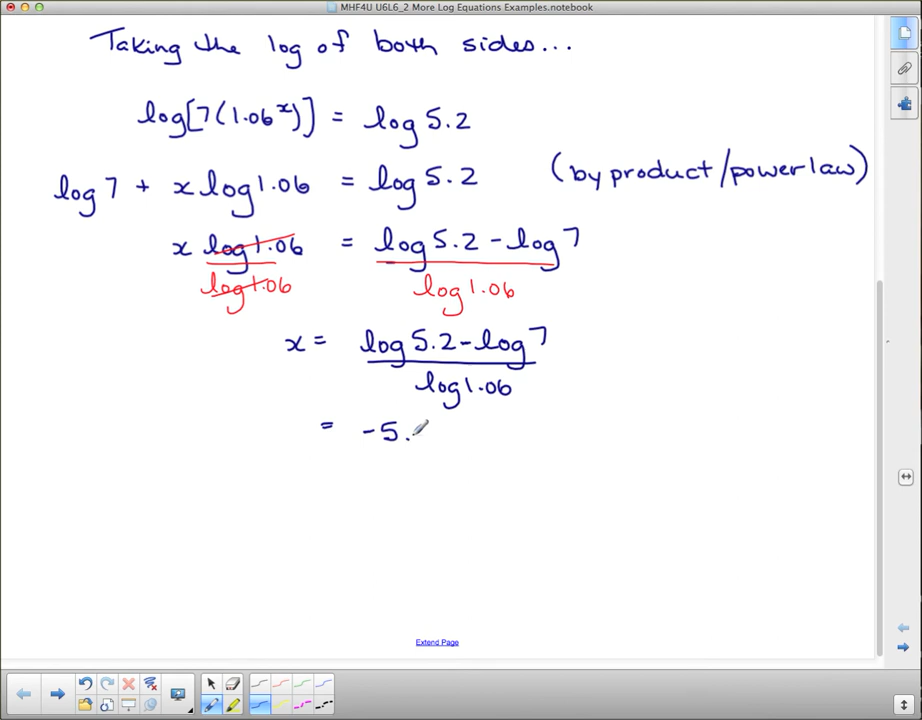 MHF4U U6L6_2 More Log Equations Examples.notebook
Taking the log of both sides...
log[7(1.06^x)] = log 5.2
log 7 + x log 1.06 = log 5.2 (by product/power law)
x log 1.06 = log 5.2 - log 7
log 1.06 log 1.06
x = log 5.2 - log 7
log 1.06
= -5.
Extend Page